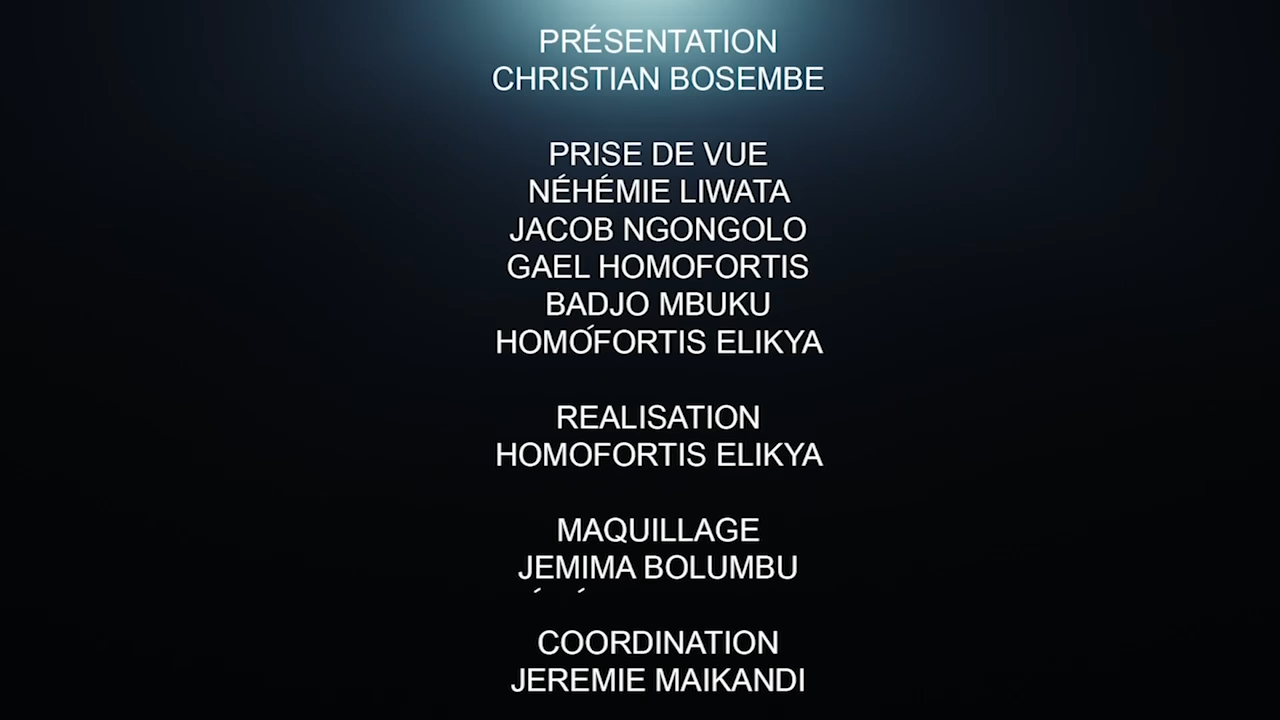 PRÉSENTATION
CHRISTIAN BOSEMBE
PRISE DE VUE
NÉHÉMIE LIWATA
JACOB NGONGOLO
GAEL HOMOFORTIS
BADJO MBUKU
HOMOFORTIS ELIKYA
REALISATION
HOMOFORTIS ELIKYA
MAQUILLAGE
JEMIMA BOLUMBU
COORDINATION
JEREMIE MAIKANDI